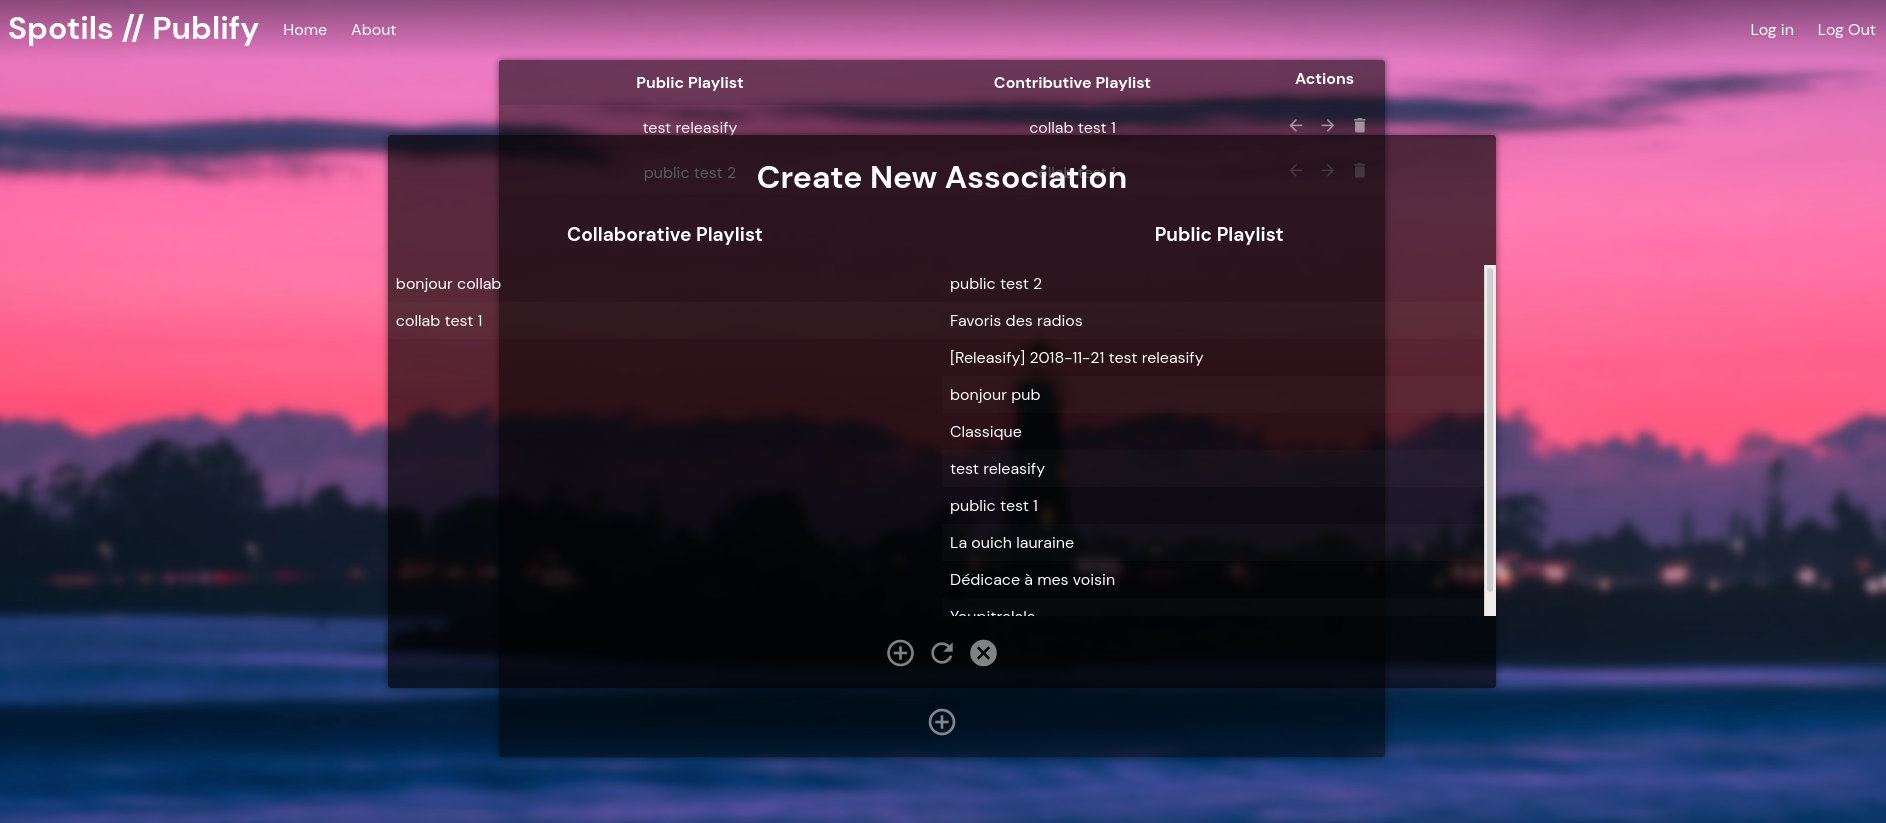 Spotils // Publify Home About Log in Log Out
Public Playlist Contributive Playlist Actions
test releasify collab test 1
public test 2
Create New Association
Collaborative Playlist Public Playlist
bonjour collab public test 2
collab test 1 Favoris des radios
[Releasify] 2018-11-21 test releasify
bonjour pub
Classique
test releasify
public test 1
La ouich lauraine
Dédicace à mes voisin